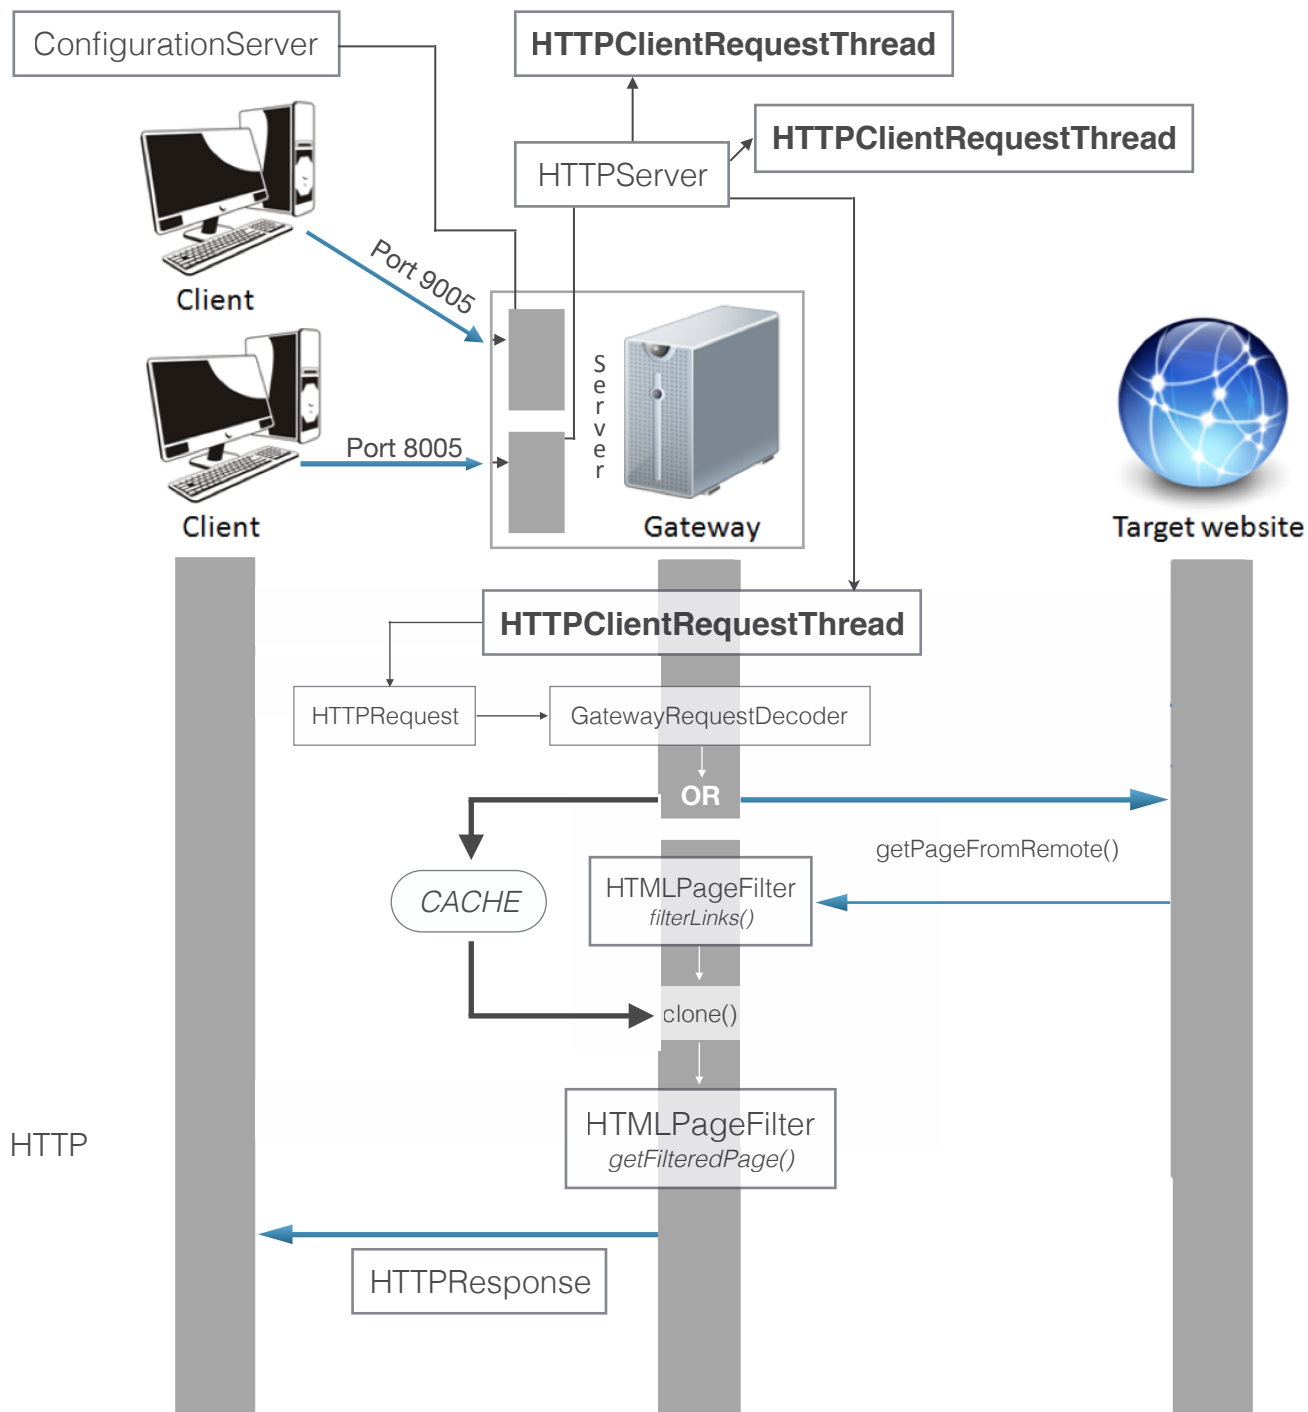 ConfigurationServer
HTTPClientRequestThread
HTTPClientRequestThread
HTTPServer
Port 9005
Client
Server
Port 8005
Client
Gateway
Target website
HTTPClientRequestThread
HTTPRequest
GatewayRequestDecoder
OR
getPageFromRemote()
CACHE
HTMLPageFilter
filterLinks()
clone()
HTMLPageFilter
getFilteredPage()
HTTP
HTTPResponse